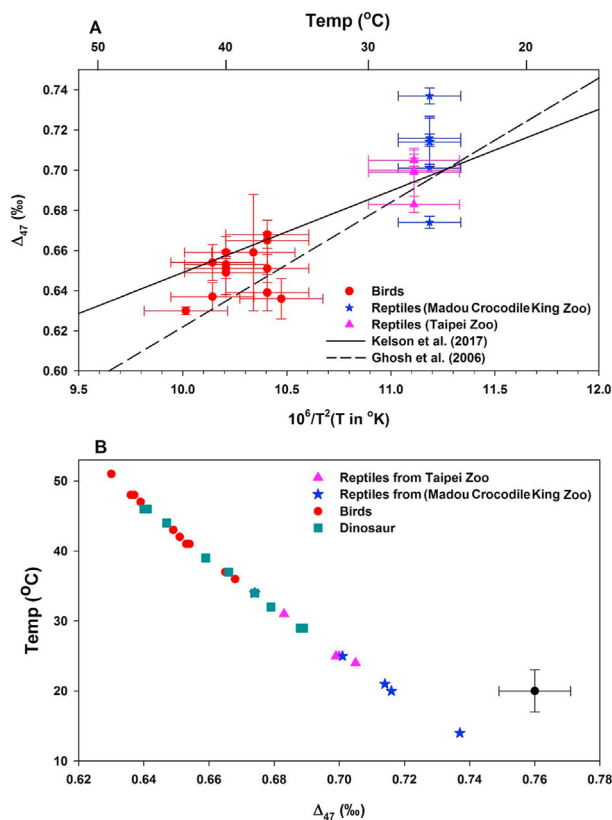 Temp (°C)
50 40 30 20
A
0.74
0.72
0.70
0.68
0.66
0.64
0.62
0.60
Δ47 (‰)
Birds
Reptiles (Madou Crocodile King Zoo)
Reptiles (Taipei Zoo)
Kelson et al. (2017)
Ghosh et al. (2006)
9.5 10.0 10.5 11.0 11.5 12.0
10⁶/T²(T in °K)
B
50
40
30
20
10
Temp (°C)
Reptiles from Taipei Zoo
Reptiles from (Madou Crocodile King Zoo)
Birds
Dinosaur
0.62 0.64 0.66 0.68 0.70 0.72 0.74 0.76 0.78
Δ47 (‰)